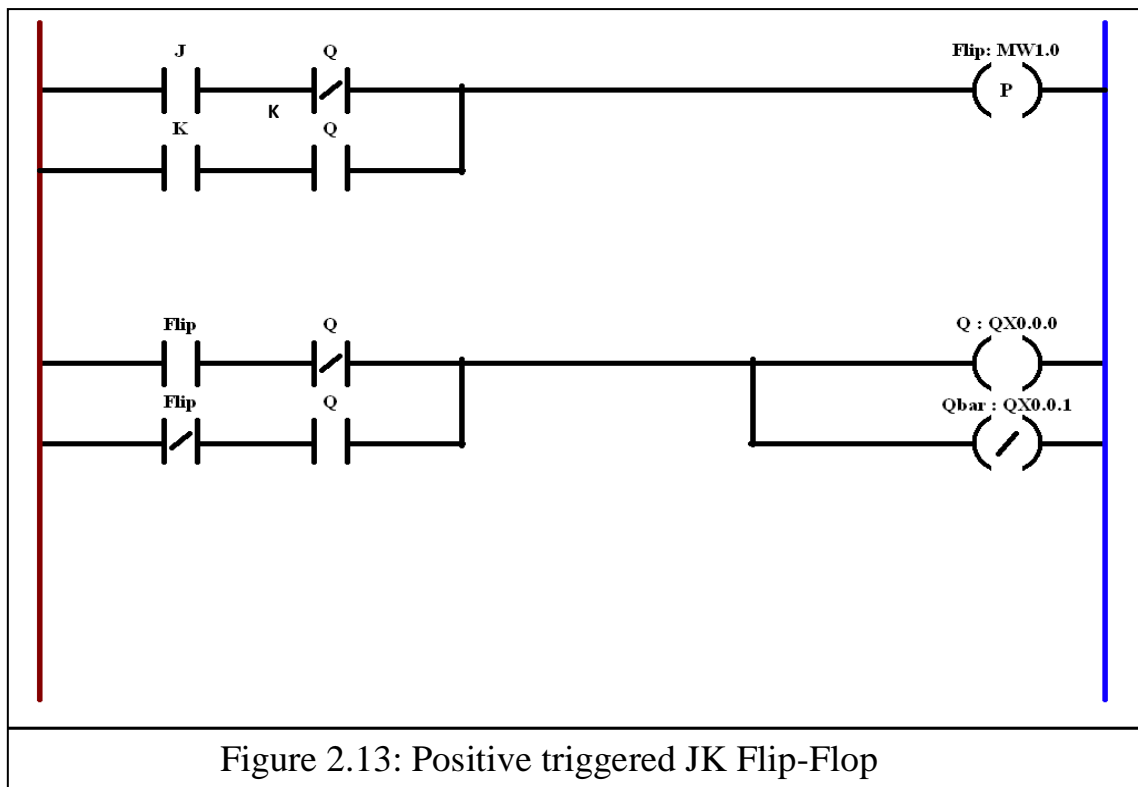 J Q Flip: MW1.0
P
K
K Q
Flip Q Q : QX0.0.0
Flip Q Qbar : QX0.0.1
Figure 2.13: Positive triggered JK Flip-Flop